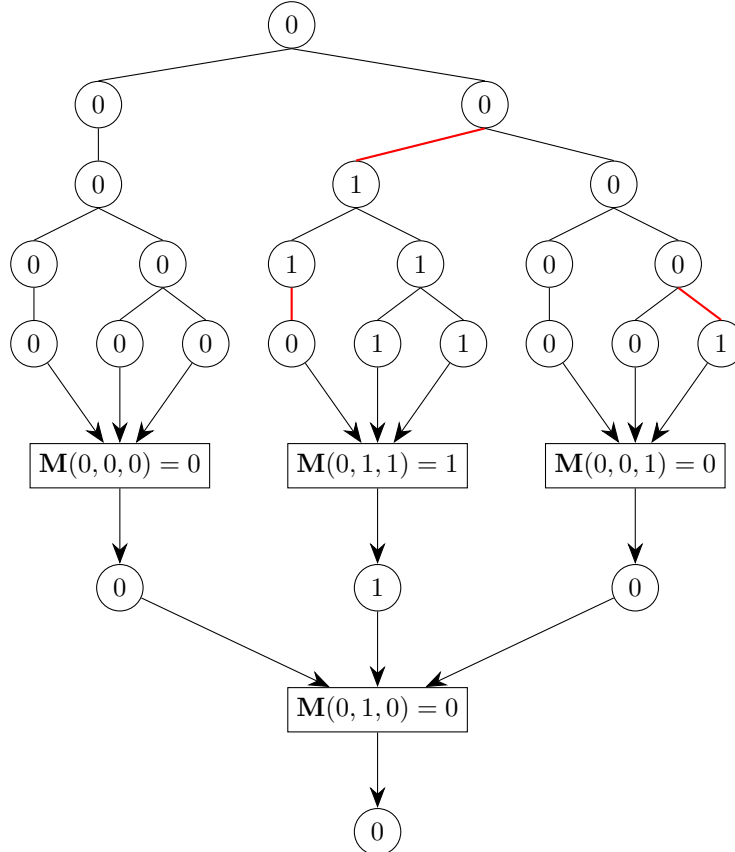 0
0 0
0 1 0
0 0 1 1 0 0
0 0 0 0 1 1 0 0 1
M(0, 0, 0) = 0 M(0, 1, 1) = 1 M(0, 0, 1) = 0
0 1 0
M(0, 1, 0) = 0
0